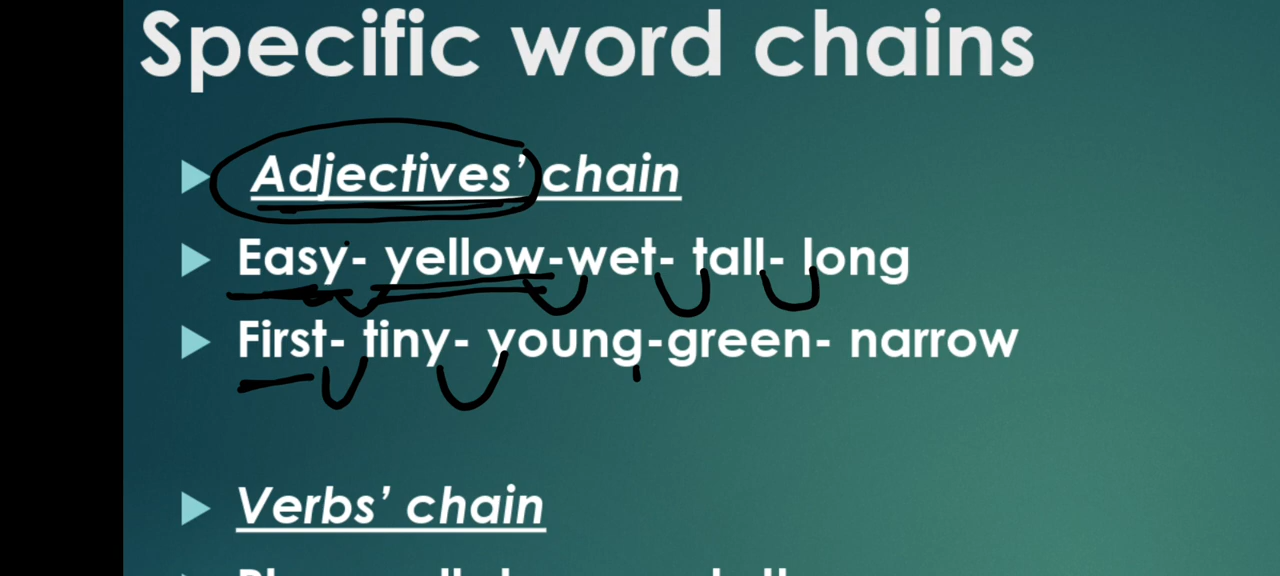 Specific word chains
Adjectives' chain
Easy- yellow-wet- tall- long
First- tiny- young-green- narrow
Verbs' chain